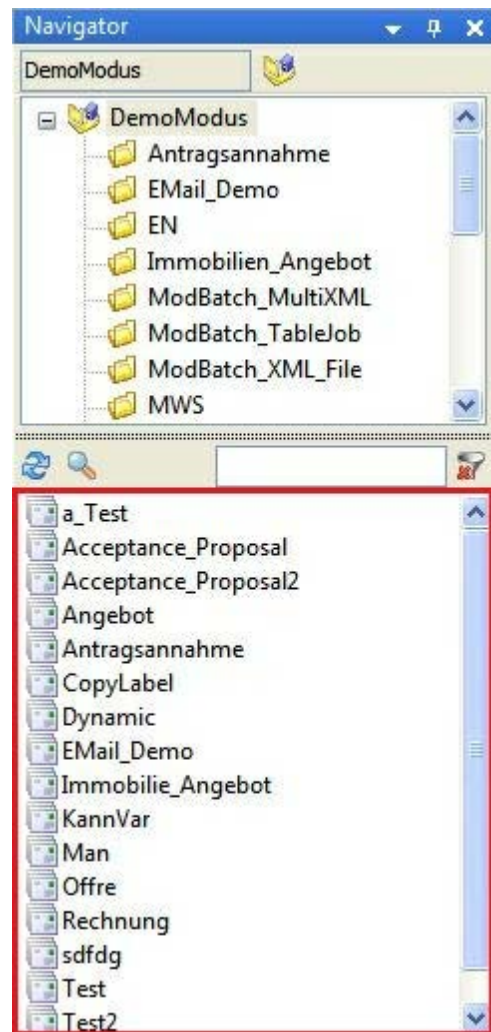 Navigator
DemoModus
DemoModus
Antragsannahme
EMail_Demo
EN
Immobilien_Angebot
ModBatch_MultiXML
ModBatch_TableJob
ModBatch_XML_File
MWS
a_Test
Acceptance_Proposal
Acceptance_Proposal2
Angebot
Antragsannahme
CopyLabel
Dynamic
EMail_Demo
Immobilie_Angebot
KannVar
Man
Offre
Rechnung
sdfdg
Test
Test2